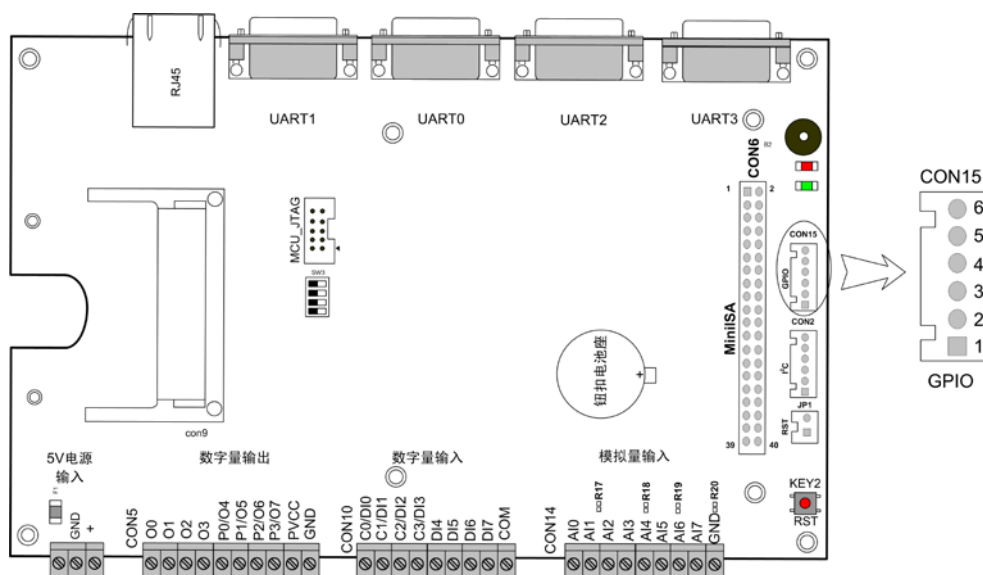 RJ45
UART1
UART0
UART2
UART3
B2
CON6
1
2
CON15
GPIO
CON15
6
5
4
3
2
1
GPIO
MCU_JTAG
SW3
MiniISA
CON2
I²C
JP1
RST
钮扣电池座
+
con9
39
40
5V电源
输入
数字量输出
数字量输入
模拟量输入
KEY2
RST
F1
GND
+
CON5
O0
O1
O2
O3
P0/O4
P1/O5
P2/O6
P3/O7
PVCC
GND
CON10
C0/DI0
C1/DI1
C2/DI2
C3/DI3
DI4
DI5
DI6
DI7
COM
CON14
AI0
AI1
R17
AI2
AI3
AI4
R18
AI5
AI6
R19
AI7
GND
R20